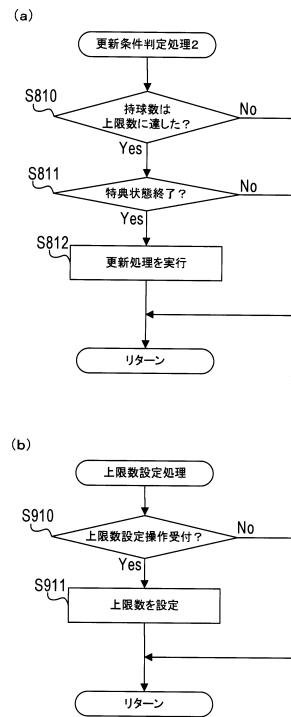 (a)
更新条件判定処理2
S810
持球数は
上限数に達した?
No
Yes
S811
特典状態終了?
No
Yes
S812
更新処理を実行
リターン
(b)
上限数設定処理
S910
上限数設定操作受付?
No
Yes
S911
上限数を設定
リターン